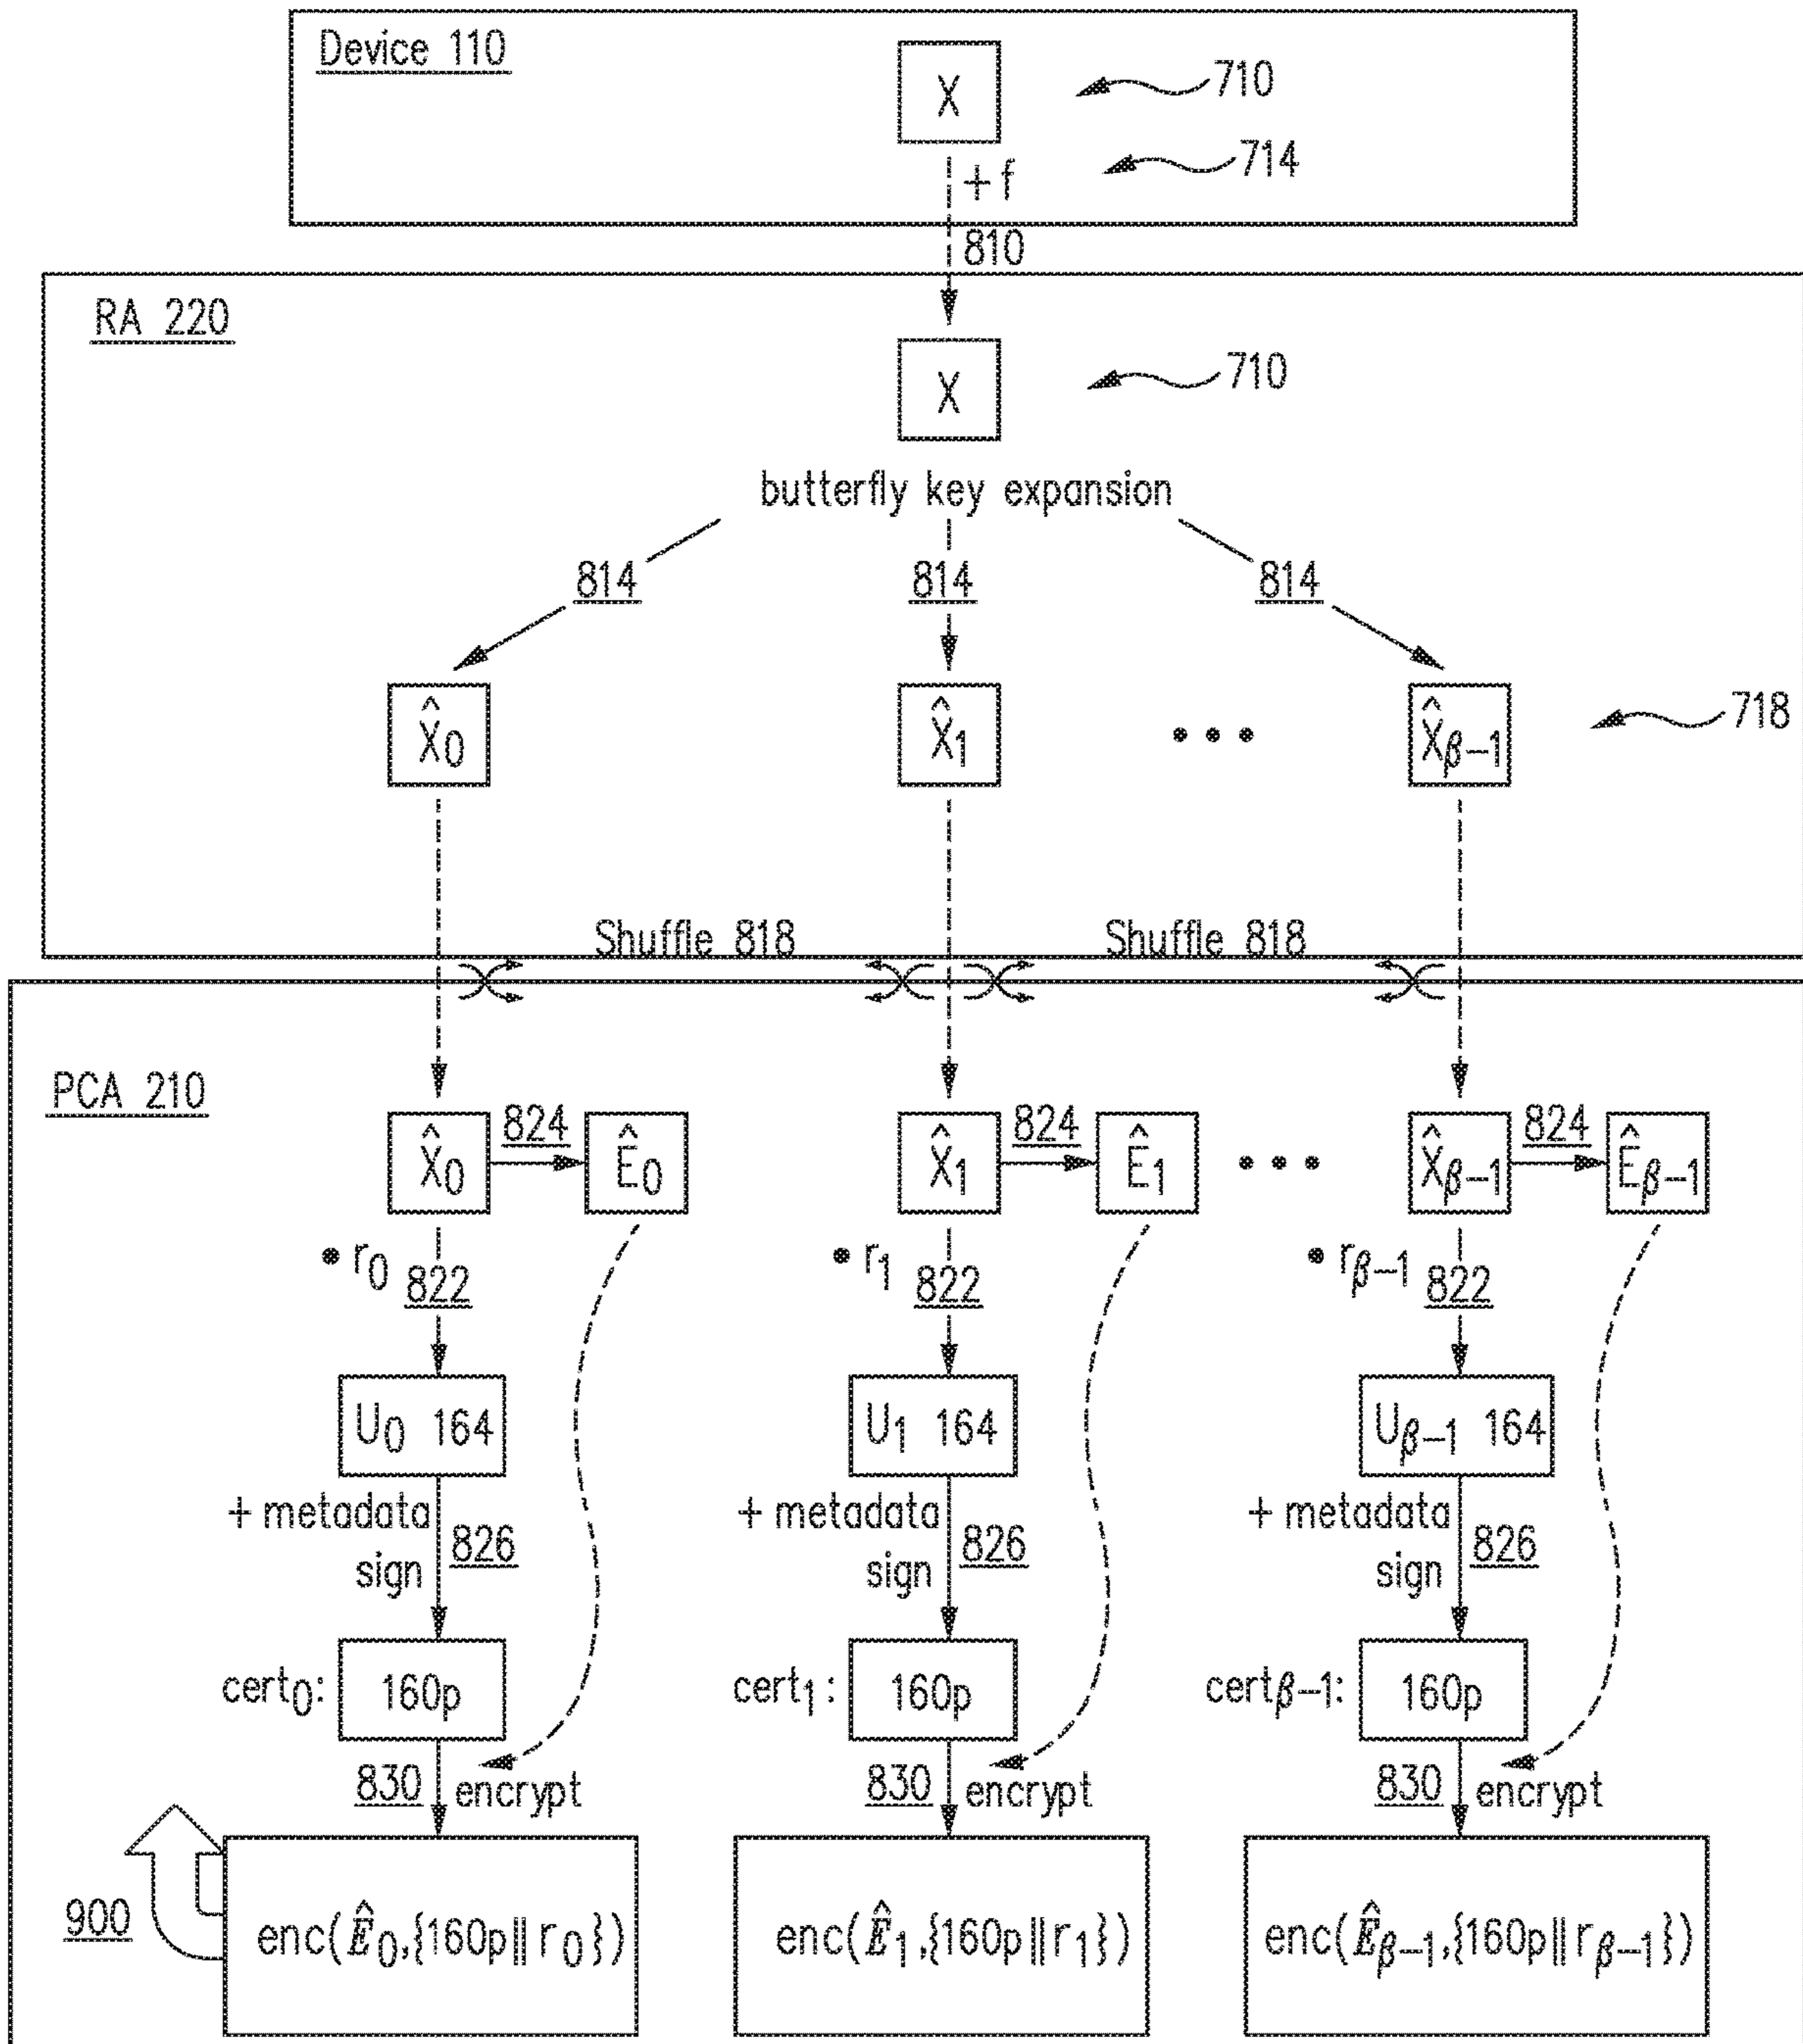 Device 110
X
710
+ f
714
810
RA 220
X
710
butterfly key expansion
814 814 814
X̂0 X̂1 • • • X̂β−1 718
Shuffle 818 Shuffle 818
PCA 210
X̂0 824 Ê0 X̂1 824 Ê1 • • • X̂β−1 824 Êβ−1
• r0 822 • r1 822 • rβ−1 822
U0 164 U1 164 Uβ−1 164
+ metadata + metadata + metadata
sign 826 sign 826 sign 826
cert0: 160p cert1: 160p certβ−1: 160p
830 encrypt 830 encrypt 830 encrypt
900 enc(Ê0,{160p||r0}) enc(Ê1,{160p||r1}) enc(Êβ−1,{160p||rβ−1})